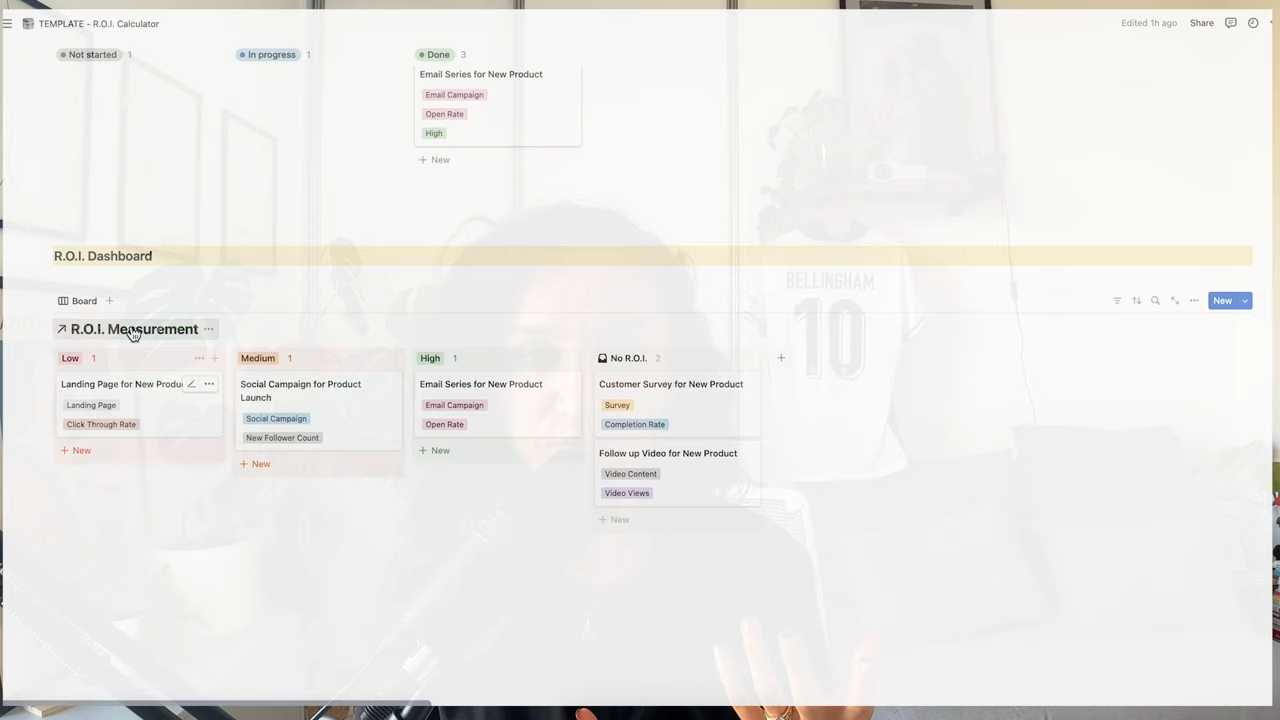 TEMPLATE - R.O.I. Calculator
Edited 1h ago
Share
Not started 1
In progress 1
Done 3
Email Series for New Product
Email Campaign
Open Rate
High
+ New
R.O.I. Dashboard
Board
New
R.O.I. Measurement
Low 1
Medium 1
High 1
No R.O.I. 2
Landing Page for New Produ
Landing Page
Click Through Rate
+ New
Social Campaign for Product
Launch
Social Campaign
New Follower Count
+ New
Email Series for New Product
Email Campaign
Open Rate
+ New
Customer Survey for New Product
Survey
Completion Rate
Follow up Video for New Product
Video Content
Video Views
+ New
BELLINGHAM
10